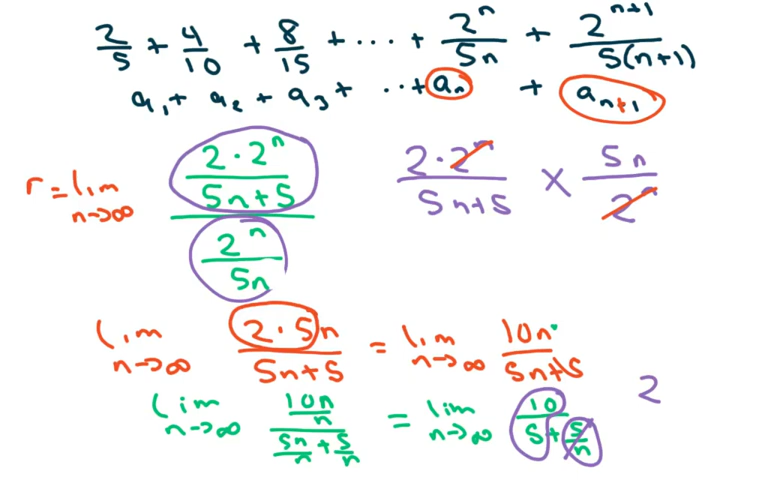 2/5 + 4/10 + 8/15 + ... + 2^n/5n + 2^(n+1)/5(n+1)
a₁ + a₂ + a₃ + ... + aₙ + aₙ₊₁
r = lim n→∞ (2·2^n/5n+5)/(2^n/5n) 2·2^n/5n+5 × 5n/2^n
lim n→∞ 2·5n/5n+5 = lim n→∞ 10n/5n+5
lim n→∞ (10n/n)/(5n/n + 5/n) = lim n→∞ 10/(5 + 5/n) 2